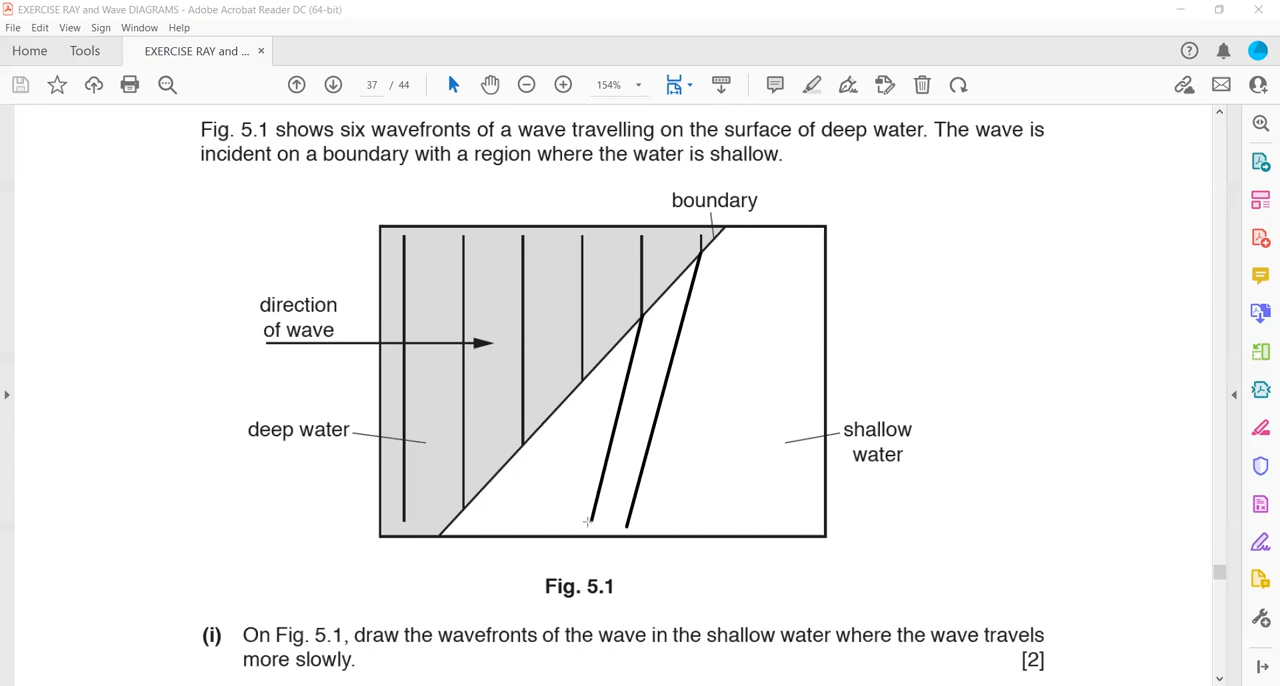 EXERCISE RAY and Wave DIAGRAMS - Adobe Acrobat Reader DC (64-bit)
File Edit View Sign Window Help
Home Tools EXERCISE RAY and ... ×
37 / 44 154%
Fig. 5.1 shows six wavefronts of a wave travelling on the surface of deep water. The wave is
incident on a boundary with a region where the water is shallow.
boundary
direction
of wave
deep water
shallow
water
Fig. 5.1
(i) On Fig. 5.1, draw the wavefronts of the wave in the shallow water where the wave travels
more slowly. [2]